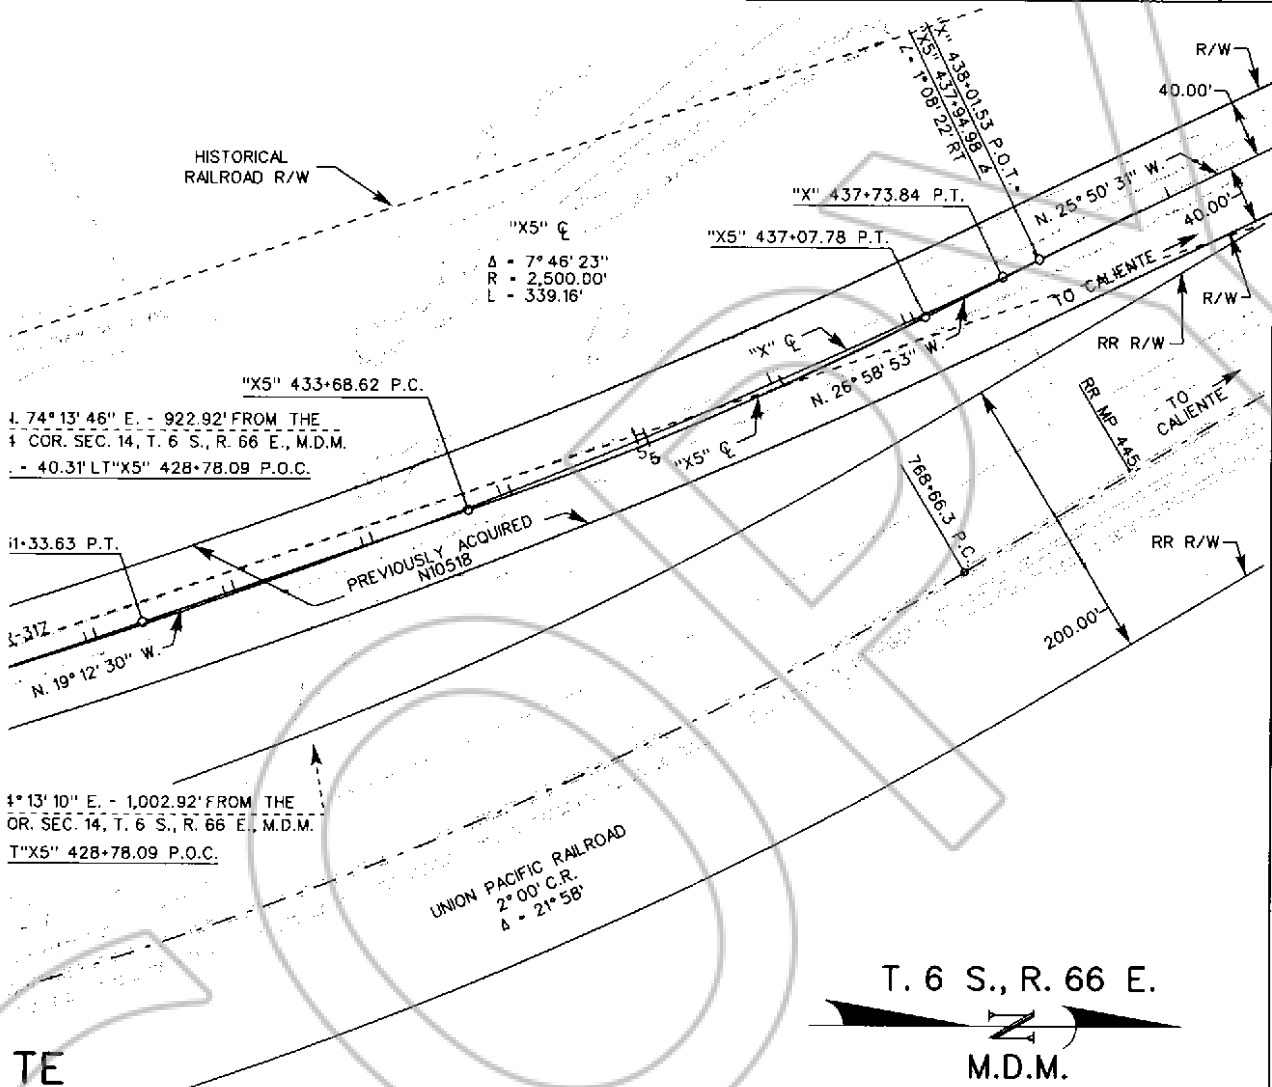 "X" 438+01.53 P.O.T. =
"X5" 437+94.98
∠ = 1° 08' 22" RT
R/W
40.00'
HISTORICAL
RAILROAD R/W
"X5" ℄
Δ = 7° 46' 23"
R = 2,500.00'
L = 339.16'
"X" 437+73.84 P.T.
"X5" 437+07.78 P.T.
N. 25° 50' 31" W.
40.00'
TO CALIENTE
R/W
RR R/W
"X" ℄
N. 26° 58' 53" W.
RR MP 445
TO
CALIENTE
"X5" 433+68.62 P.C.
74° 13' 46" E. - 922.92' FROM THE
COR. SEC. 14, T. 6 S., R. 66 E., M.D.M.
- 40.31' LT "X5" 428+78.09 P.O.C.
5
5
"X5" ℄
768+66.3 P.C.
+33.63 P.T.
PREVIOUSLY ACQUIRED
N10518
RR R/W
200.00'
N. 19° 12' 30" W.
4° 13' 10" E. - 1,002.92' FROM THE
OR. SEC. 14, T. 6 S., R. 66 E., M.D.M.
T "X5" 428+78.09 P.O.C.
UNION PACIFIC RAILROAD
2° 00' C.R.
Δ = 21° 58'
T. 6 S., R. 66 E.
N
M.D.M.
TE